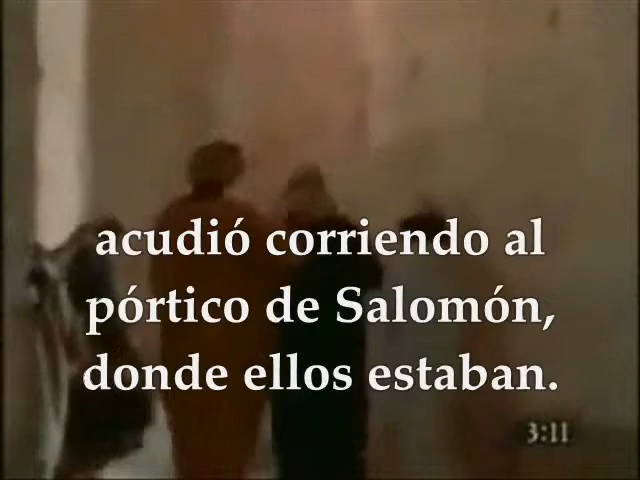 acudió corriendo al
pórtico de Salomón,
donde ellos estaban.
3:11